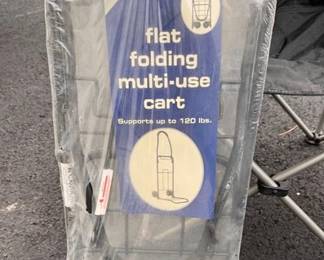 flat
folding
multi-use
cart
Supports up to 120 lbs.